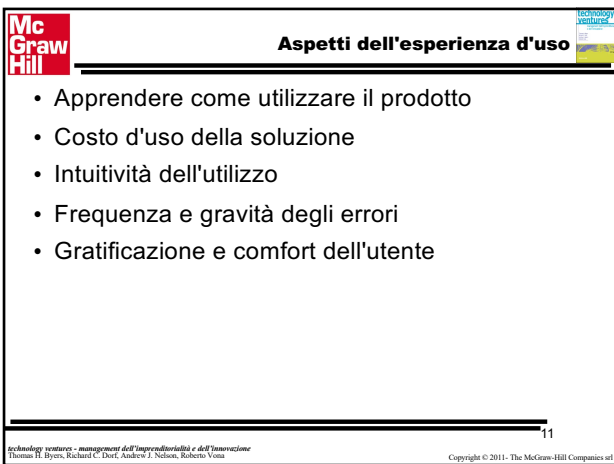 Mc
Graw
Hill
Aspetti dell'esperienza d'uso
technology
ventures
• Apprendere come utilizzare il prodotto
• Costo d'uso della soluzione
• Intuitività dell'utilizzo
• Frequenza e gravità degli errori
• Gratificazione e comfort dell'utente
11
technology ventures - management dell'imprenditorialità e dell'innovazione
Thomas H. Byers, Richard C. Dorf, Andrew J. Nelson, Roberto Vona
Copyright © 2011- The McGraw-Hill Companies srl